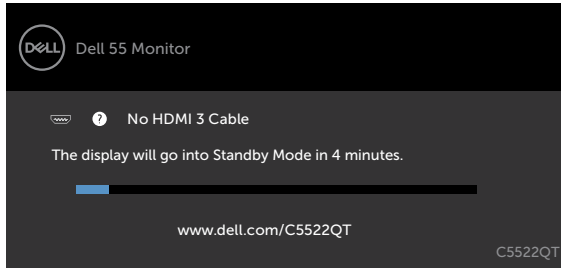 DELL Dell 55 Monitor
? No HDMI 3 Cable
The display will go into Standby Mode in 4 minutes.
www.dell.com/C5522QT
C5522QT